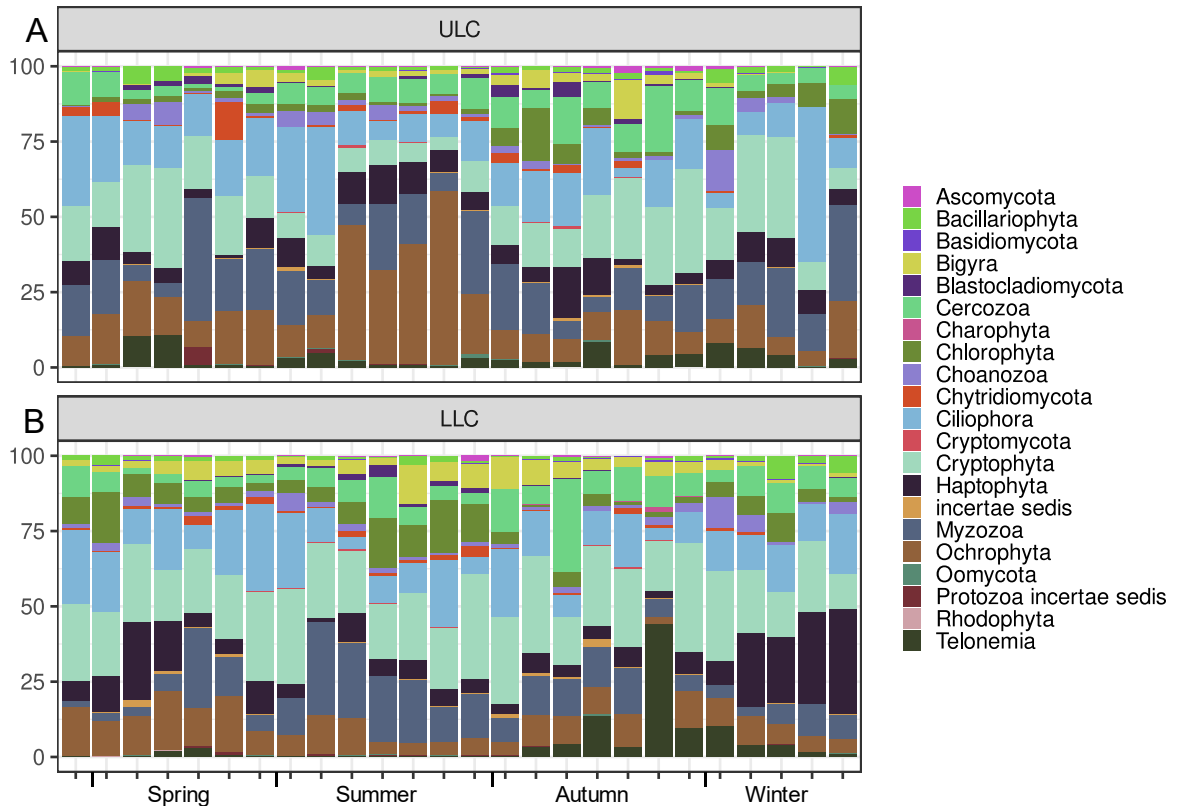 A
ULC
100
75
50
25
0
B
LLC
100
75
50
25
0
Spring
Summer
Autumn
Winter
Ascomycota
Bacillariophyta
Basidiomycota
Bigyra
Blastocladiomycota
Cercozoa
Charophyta
Chlorophyta
Choanozoa
Chytridiomycota
Ciliophora
Cryptomycota
Cryptophyta
Haptophyta
incertae sedis
Myzozoa
Ochrophyta
Oomycota
Protozoa incertae sedis
Rhodophyta
Telonemia